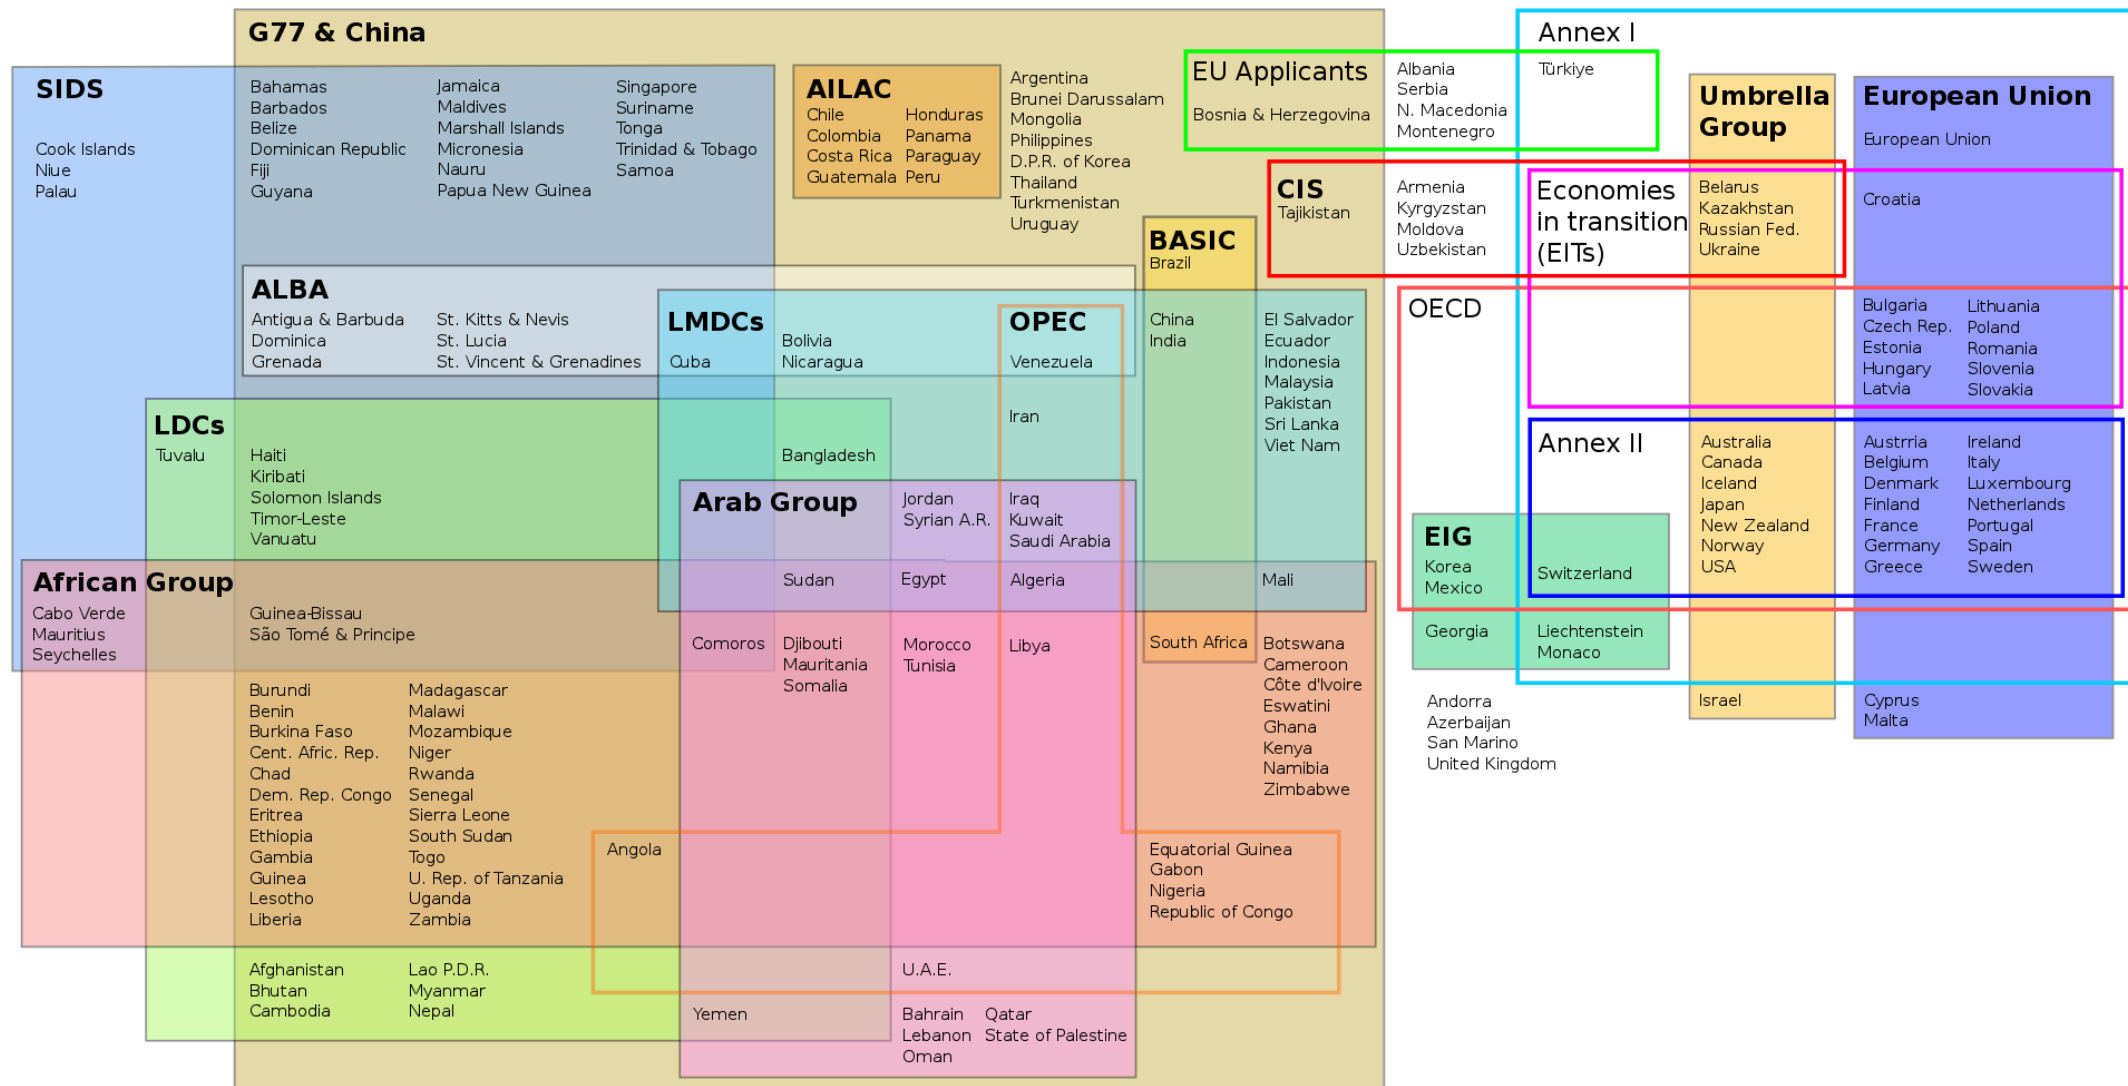 G77 & China
SIDS
Cook Islands
Niue
Palau
Bahamas
Barbados
Belize
Dominican Republic
Fiji
Guyana
Jamaica
Maldives
Marshall Islands
Micronesia
Nauru
Papua New Guinea
Singapore
Suriname
Tonga
Trinidad & Tobago
Samoa
AILAC
Chile
Colombia
Costa Rica
Guatemala
Honduras
Panama
Paraguay
Peru
Argentina
Brunei Darussalam
Mongolia
Philippines
D.P.R. of Korea
Thailand
Turkmenistan
Uruguay
EU Applicants
Bosnia & Herzegovina
Albania
Serbia
N. Macedonia
Montenegro
Annex I
Türkiye
Umbrella
Group
European Union
European Union
CIS
Tajikistan
Armenia
Kyrgyzstan
Moldova
Uzbekistan
Economies
in transition
(EITs)
Belarus
Kazakhstan
Russian Fed.
Ukraine
Croatia
BASIC
Brazil
ALBA
Antigua & Barbuda
Dominica
Grenada
St. Kitts & Nevis
St. Lucia
St. Vincent & Grenadines
LMDCs
Cuba
Bolivia
Nicaragua
OPEC
Venezuela
Iran
China
India
El Salvador
Ecuador
Indonesia
Malaysia
Pakistan
Sri Lanka
Viet Nam
OECD
Bulgaria
Czech Rep.
Estonia
Hungary
Latvia
Lithuania
Poland
Romania
Slovenia
Slovakia
LDCs
Tuvalu
Haiti
Kiribati
Solomon Islands
Timor-Leste
Vanuatu
Bangladesh
Arab Group
Jordan
Syrian A.R.
Iraq
Kuwait
Saudi Arabia
Annex II
Australia
Canada
Iceland
Japan
New Zealand
Norway
USA
Austrria
Belgium
Denmark
Finland
France
Germany
Greece
Ireland
Italy
Luxembourg
Netherlands
Portugal
Spain
Sweden
EIG
Korea
Mexico
Switzerland
Georgia
Liechtenstein
Monaco
African Group
Cabo Verde
Mauritius
Seychelles
Guinea-Bissau
São Tomé & Principe
Sudan
Egypt
Algeria
Mali
Comoros
Djibouti
Mauritania
Somalia
Morocco
Tunisia
Libya
South Africa
Botswana
Cameroon
Côte d'Ivoire
Eswatini
Ghana
Kenya
Namibia
Zimbabwe
Andorra
Azerbaijan
San Marino
United Kingdom
Israel
Cyprus
Malta
Burundi
Benin
Burkina Faso
Cent. Afric. Rep.
Chad
Dem. Rep. Congo
Eritrea
Ethiopia
Gambia
Guinea
Lesotho
Liberia
Madagascar
Malawi
Mozambique
Niger
Rwanda
Senegal
Sierra Leone
South Sudan
Togo
U. Rep. of Tanzania
Uganda
Zambia
Angola
Equatorial Guinea
Gabon
Nigeria
Republic of Congo
Afghanistan
Bhutan
Cambodia
Lao P.D.R.
Myanmar
Nepal
U.A.E.
Yemen
Bahrain
Lebanon
Oman
Qatar
State of Palestine